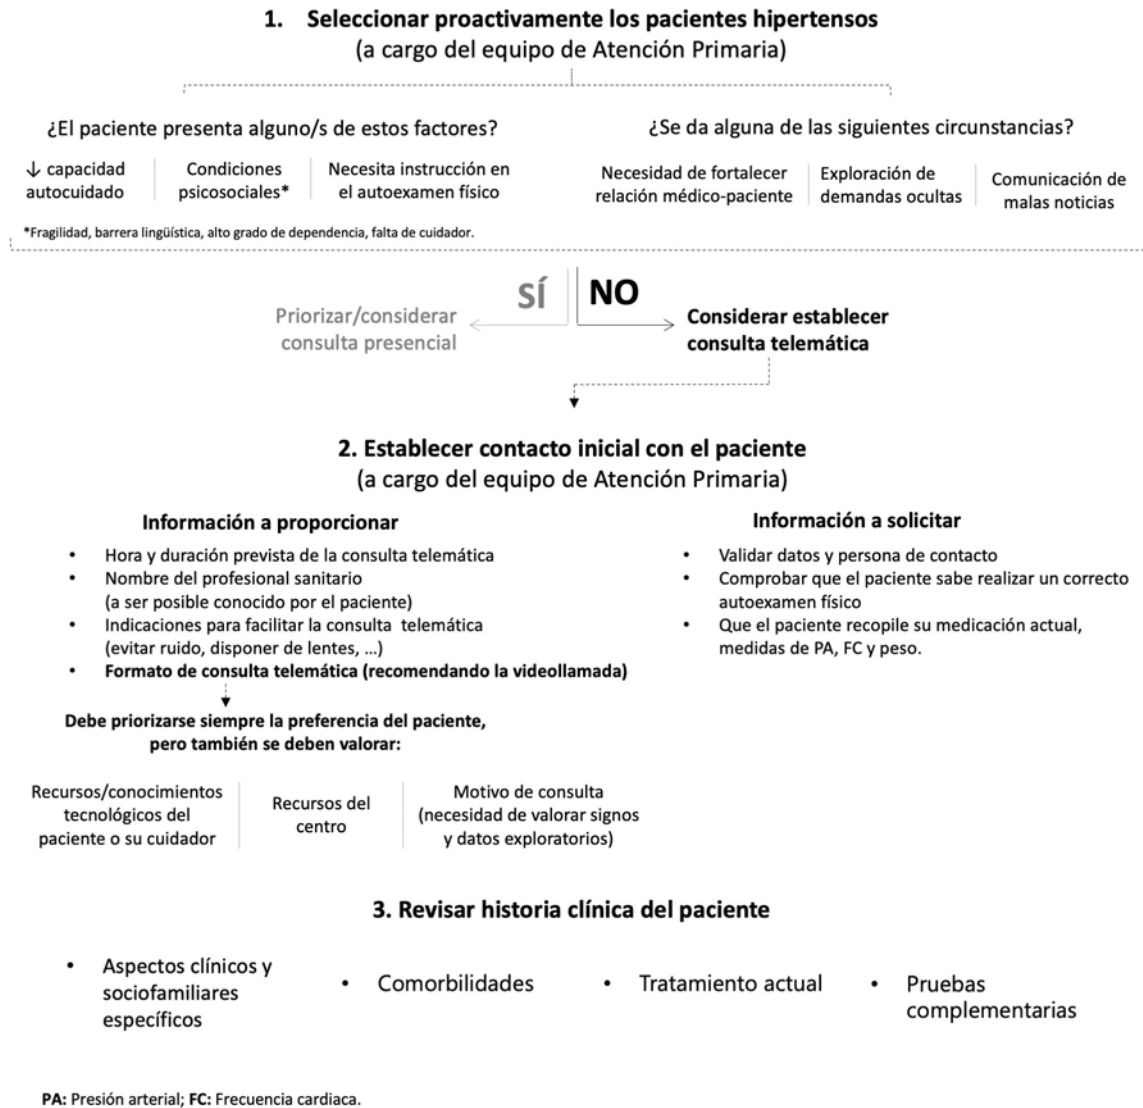 1. Seleccionar proactivamente los pacientes hipertensos
(a cargo del equipo de Atención Primaria)
¿El paciente presenta alguno/s de estos factores?
↓ capacidad
autocuidado
Condiciones
psicosociales*
Necesita instrucción en
el autoexamen físico
*Fragilidad, barrera lingüística, alto grado de dependencia, falta de cuidador.
¿Se da alguna de las siguientes circunstancias?
Necesidad de fortalecer
relación médico-paciente
Exploración de
demandas ocultas
Comunicación de
malas noticias
SÍ
NO
Priorizar/considerar
consulta presencial
Considerar establecer
consulta telemática
2. Establecer contacto inicial con el paciente
(a cargo del equipo de Atención Primaria)
Información a proporcionar
• Hora y duración prevista de la consulta telemática
• Nombre del profesional sanitario
(a ser posible conocido por el paciente)
• Indicaciones para facilitar la consulta telemática
(evitar ruido, disponer de lentes, ...)
• Formato de consulta telemática (recomendando la videollamada)
Debe priorizarse siempre la preferencia del paciente,
pero también se deben valorar:
Recursos/conocimientos
tecnológicos del
paciente o su cuidador
Recursos del
centro
Motivo de consulta
(necesidad de valorar signos
y datos exploratorios)
Información a solicitar
• Validar datos y persona de contacto
• Comprobar que el paciente sabe realizar un correcto
autoexamen físico
• Que el paciente recopile su medicación actual,
medidas de PA, FC y peso.
3. Revisar historia clínica del paciente
• Aspectos clínicos y
sociofamiliares
específicos
• Comorbilidades
• Tratamiento actual
• Pruebas
complementarias
PA: Presión arterial; FC: Frecuencia cardiaca.